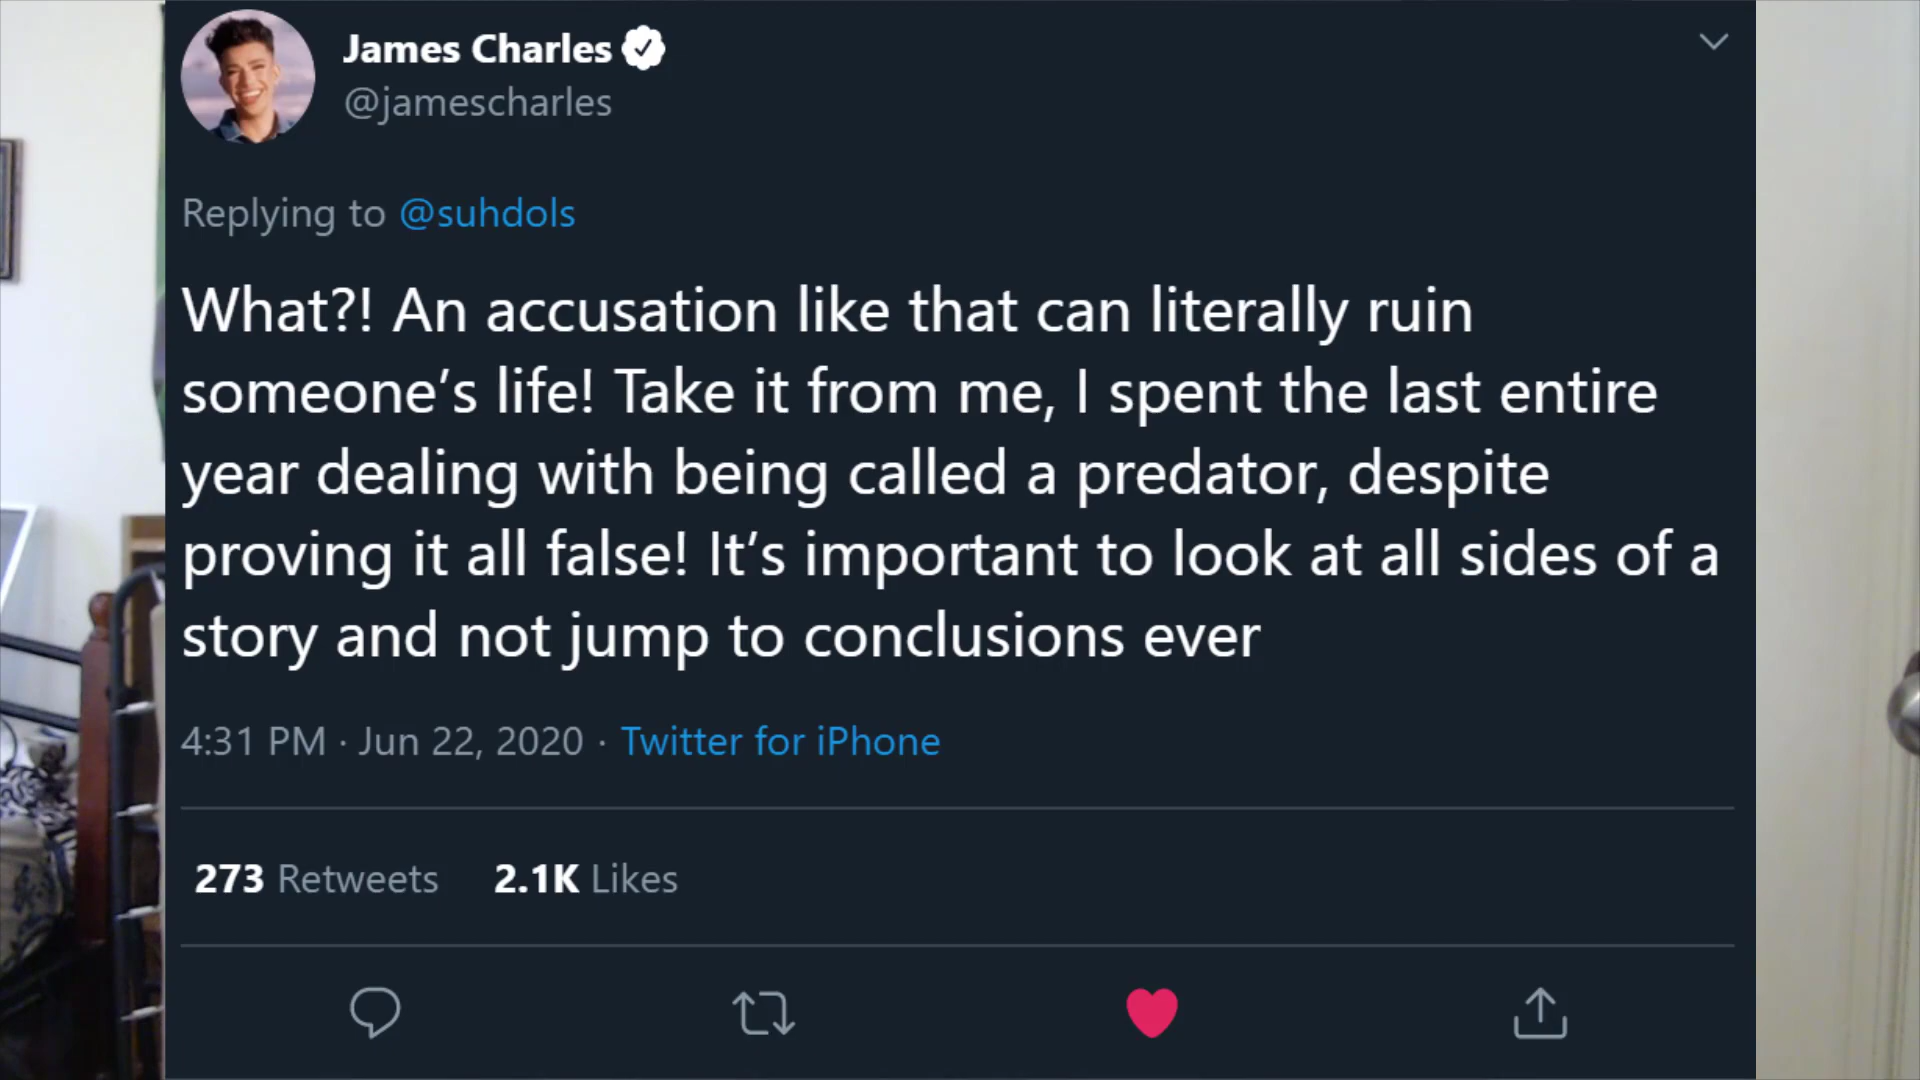 James Charles
@jamescharles
Replying to @suhdols
What?! An accusation like that can literally ruin
someone’s life! Take it from me, I spent the last entire
year dealing with being called a predator, despite
proving it all false! It’s important to look at all sides of a
story and not jump to conclusions ever
4:31 PM · Jun 22, 2020 · Twitter for iPhone
273 Retweets 2.1K Likes